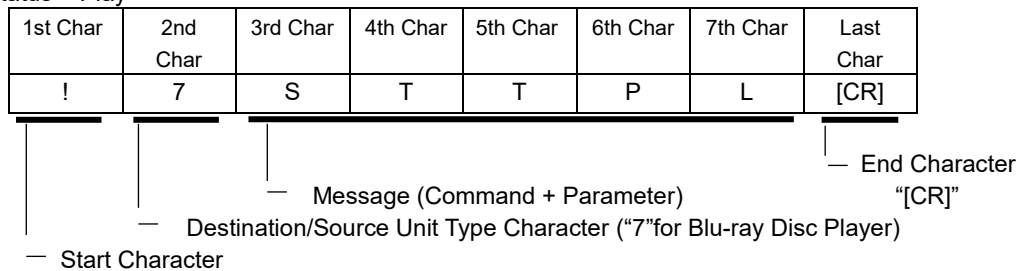 1st Char 2nd Char 3rd Char 4th Char 5th Char 6th Char 7th Char Last Char
! 7 S T T P L [CR]
End Character
Message (Command + Parameter) “[CR]”
Destination/Source Unit Type Character (“7”for Blu-ray Disc Player)
Start Character